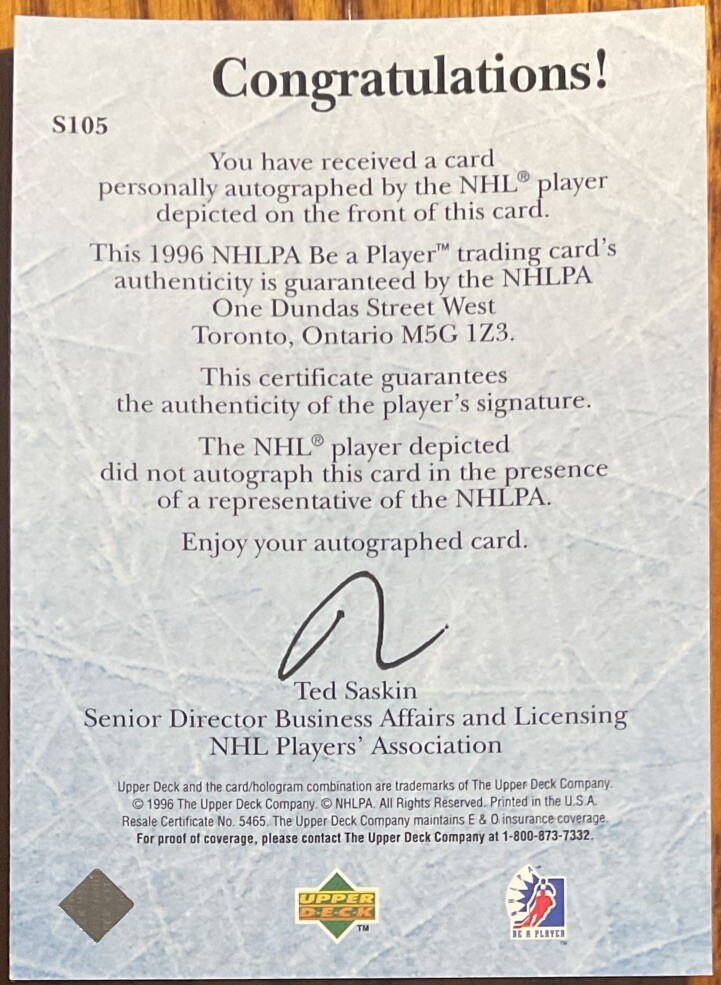 Congratulations!
S105
You have received a card
personally autographed by the NHL® player
depicted on the front of this card.
This 1996 NHLPA Be a Player™ trading card's
authenticity is guaranteed by the NHLPA
One Dundas Street West
Toronto, Ontario M5G 1Z3.
This certificate guarantees
the authenticity of the player's signature.
The NHL® player depicted
did not autograph this card in the presence
of a representative of the NHLPA.
Enjoy your autographed card.
Ted Saskin
Senior Director Business Affairs and Licensing
NHL Players' Association
Upper Deck and the card/hologram combination are trademarks of The Upper Deck Company.
© 1996 The Upper Deck Company. © NHLPA. All Rights Reserved. Printed in the U.S.A.
Resale Certificate No. 5465. The Upper Deck Company maintains E & O insurance coverage.
For proof of coverage, please contact The Upper Deck Company at 1-800-873-7332.
UPPER
DECK
TM
BE A PLAYER